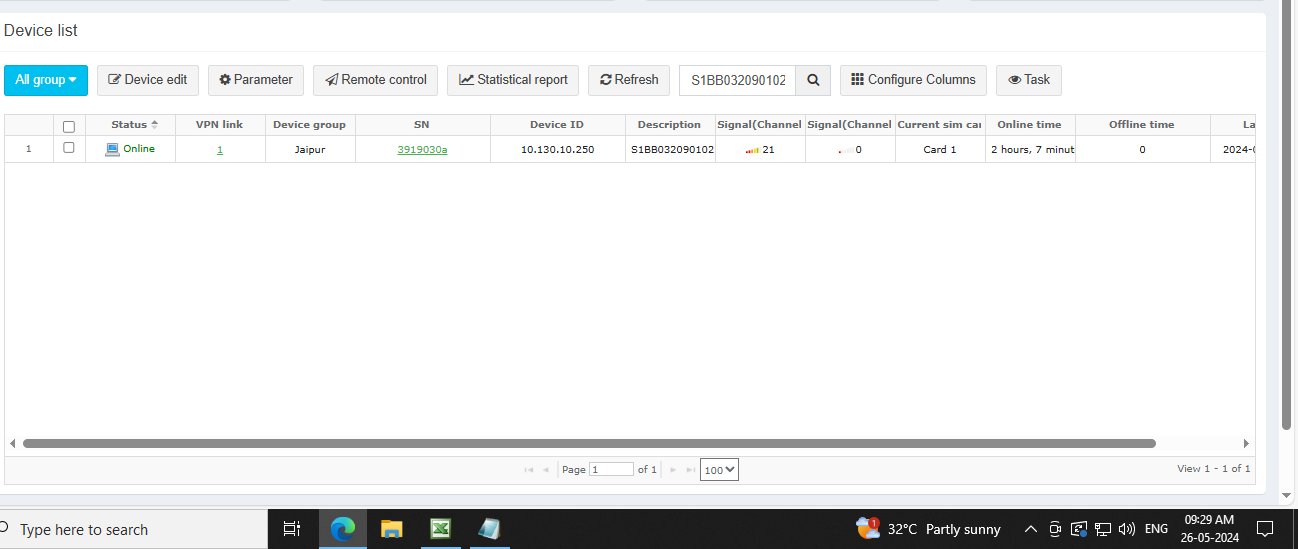 Device list
All group Device edit Parameter Remote control Statistical report Refresh S1BB032090102 Configure Columns Task
Status VPN link Device group SN Device ID Description Signal(Channel Signal(Channel Current sim car Online time Offline time La
1 Online 1 Jaipur 3919030a 10.130.10.250 S1BB032090102 21 0 Card 1 2 hours, 7 minut 0 2024-0
Page 1 of 1 100 View 1 - 1 of 1
Type here to search 1 32°C Partly sunny ENG 09:29 AM
26-05-2024